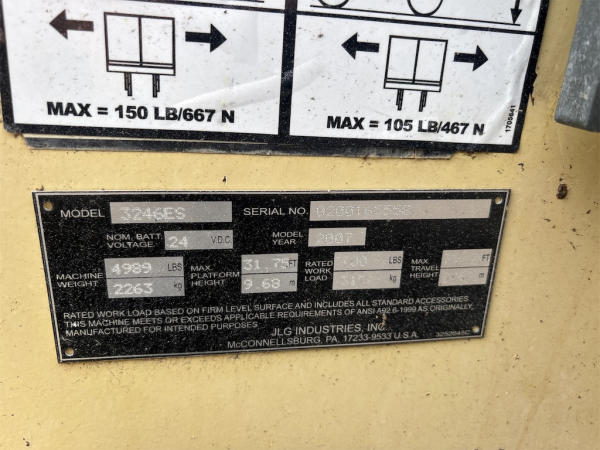 MAX = 150 LB/667 N
MAX = 105 LB/467 N
1705641
MODEL 3246ES SERIAL NO.
NOM. BATT. VOLTAGE 24 V.D.C. MODEL YEAR 2007
MACHINE WEIGHT 4989 LBS 2263 kg
MAX. PLATFORM HEIGHT 31.75 FT 9.68 m
RATED WORK LOAD kg
MAX. TRAVEL HEIGHT FT m
RATED WORK LOAD BASED ON FIRM LEVEL SURFACE AND INCLUDES ALL STANDARD ACCESSORIES.
THIS MACHINE MEETS OR EXCEEDS APPLICABLE REQUIREMENTS OF ANSI A92.6-1999 AS ORIGINALLY,
MANUFACTURED FOR INTENDED PURPOSES
JLG INDUSTRIES, INC.
McCONNELLSBURG, PA. 17233-9533 U.S.A.